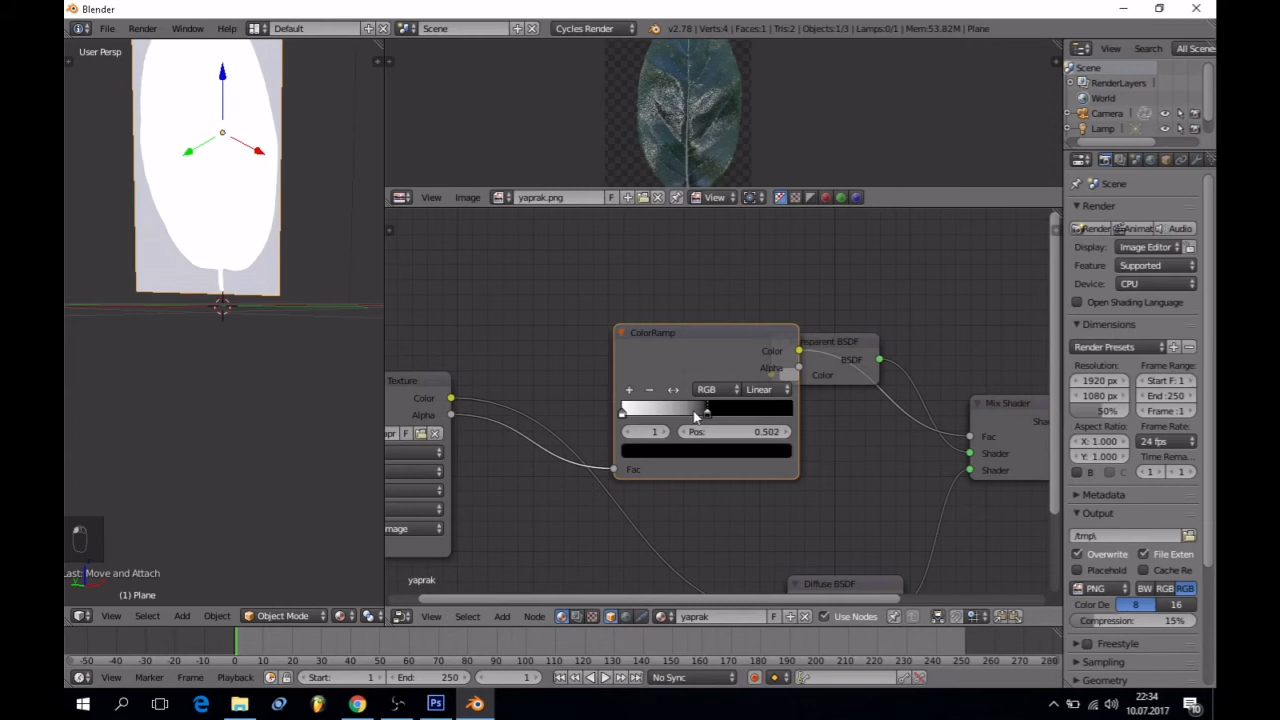 Blender
File Render Window Help Default Scene Cycles Render v2.78 | Verts:4 | Faces:1 | Tris:2 | Objects:1/3 | Lamps:0/1 | Mem:53.82M | Plane
User Persp
View Search All Scene
Scene
RenderLayers
World
Camera
Lamp
View Image yaprak.png F View
Scene
Render
Render Animat Audio
Display: Image Editor
Feature Supported
Device: CPU
Open Shading Language
Dimensions
Render Presets
Resolution: Frame Range:
1920 px Start F: 1
1080 px End :250
50% Frame :1
Aspect Ratio: Frame Rate:
X: 1.000 24 fps
Y: 1.000 Time Rema
B C 1 1
Metadata
Output
/tmp\
Overwrite File Exten
Placehold Cache Re
PNG BW RGB RGB
Color De 8 16
Compression: 15%
Freestyle
Sampling
Geometry
ColorRamp
Color
Alpha
RGB Linear
1 Pos: 0.502
Fac
nsparent BSDF
BSDF
Color
Mix Shader
Sha
Fac
Shader
Shader
Texture
Color
Alpha
apr F
mage
Diffuse BSDF
yaprak
Last: Move and Attach
(1) Plane
View Select Add Object Object Mode
View Select Add Node yaprak F Use Nodes
-50 -40 -30 -20 -10 0 10 20 30 40 50 60 70 80 90 100 110 120 130 140 150 160 170 180 190 200 210 220 230 240 250 260 270 280
View Marker Frame Playback Start: 1 End: 250 1 No Sync
22:34
10.07.2017